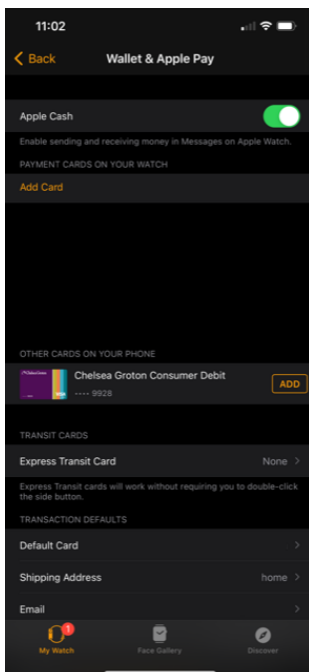 11:02
Back
Wallet & Apple Pay
Apple Cash
Enable sending and receiving money in Messages on Apple Watch.
PAYMENT CARDS ON YOUR WATCH
Add Card
OTHER CARDS ON YOUR PHONE
Chelsea Groton Consumer Debit
···· 9928
ADD
TRANSIT CARDS
Express Transit Card
None
Express Transit cards will work without requiring you to double-click
the side button.
TRANSACTION DEFAULTS
Default Card
Shipping Address
home
Email
1
My Watch
Face Gallery
Discover